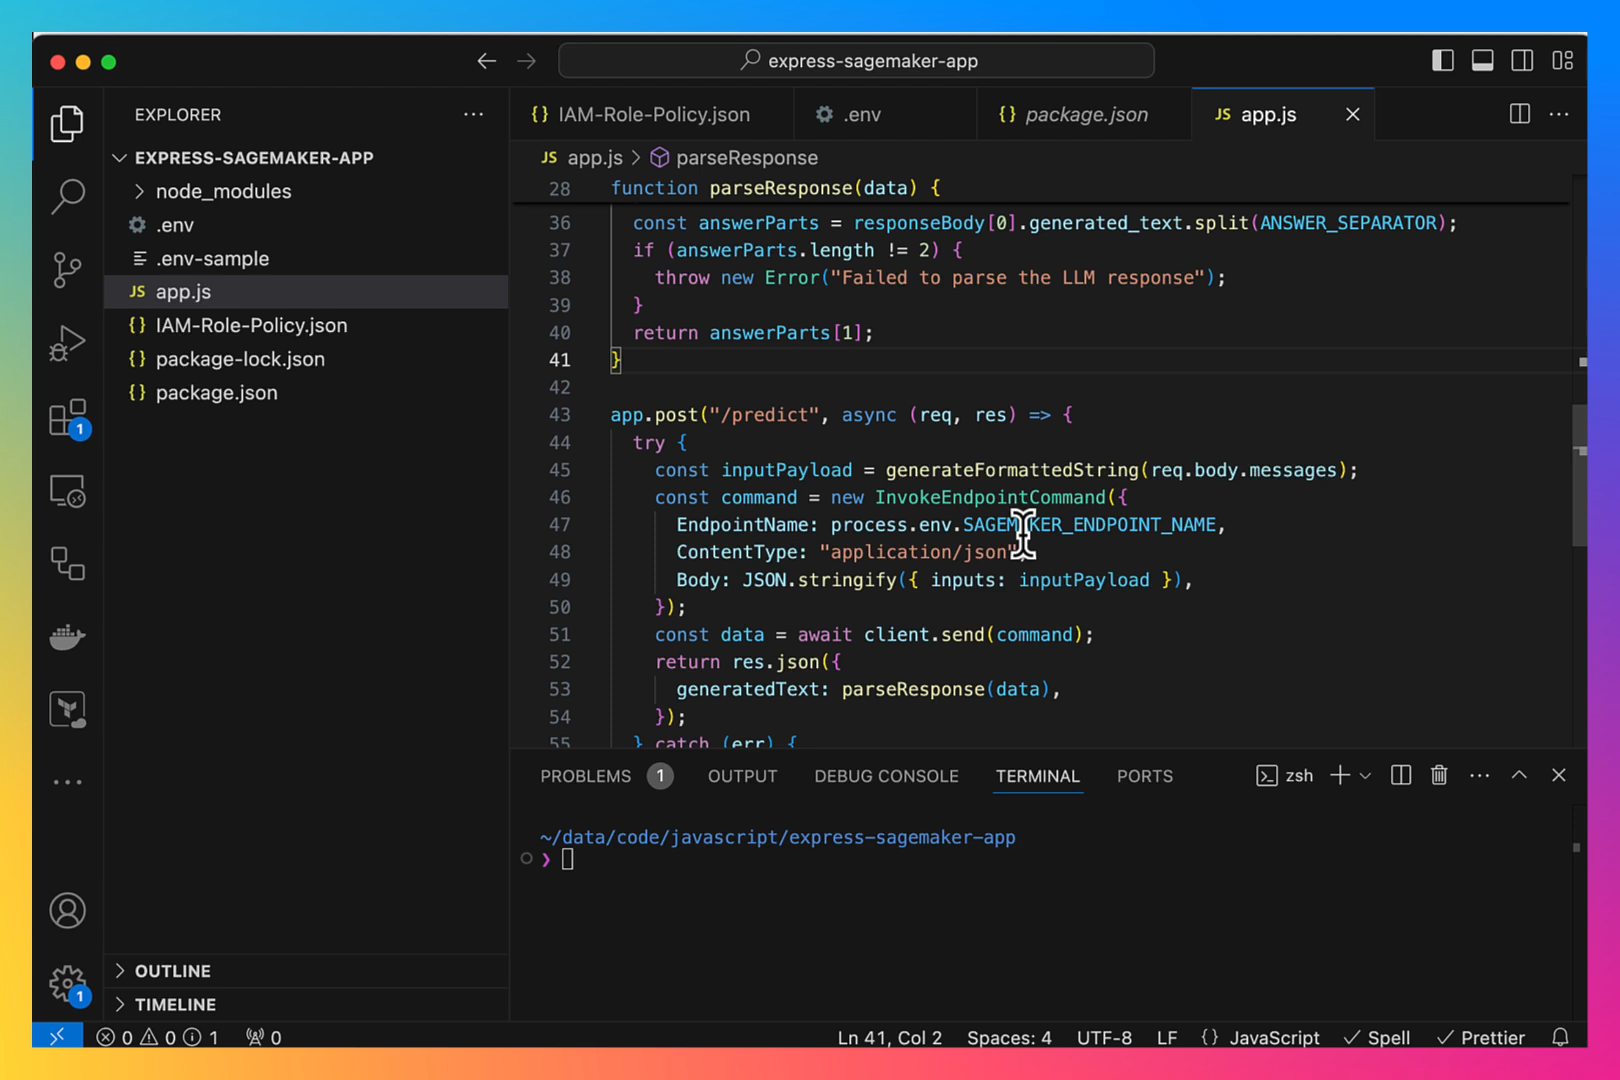 express-sagemaker-app
EXPLORER
EXPRESS-SAGEMAKER-APP
node_modules
.env
.env-sample
JS app.js
{} IAM-Role-Policy.json
{} package-lock.json
{} package.json
OUTLINE
TIMELINE
1
1
{} IAM-Role-Policy.json
.env
{} package.json
JS app.js
JS app.js > parseResponse
28 function parseResponse(data) {
36 const answerParts = responseBody[0].generated_text.split(ANSWER_SEPARATOR);
37 if (answerParts.length != 2) {
38 throw new Error("Failed to parse the LLM response");
39 }
40 return answerParts[1];
41 }
42
43 app.post("/predict", async (req, res) => {
44 try {
45 const inputPayload = generateFormattedString(req.body.messages);
46 const command = new InvokeEndpointCommand({
47 EndpointName: process.env.SAGEMAKER_ENDPOINT_NAME,
48 ContentType: "application/json",
49 Body: JSON.stringify({ inputs: inputPayload }),
50 });
51 const data = await client.send(command);
52 return res.json({
53 generatedText: parseResponse(data),
54 });
55 } catch (err) {
PROBLEMS 1 OUTPUT DEBUG CONSOLE TERMINAL PORTS zsh
~/data/code/javascript/express-sagemaker-app
❯
0 0 1 0 Ln 41, Col 2 Spaces: 4 UTF-8 LF {} JavaScript Spell Prettier